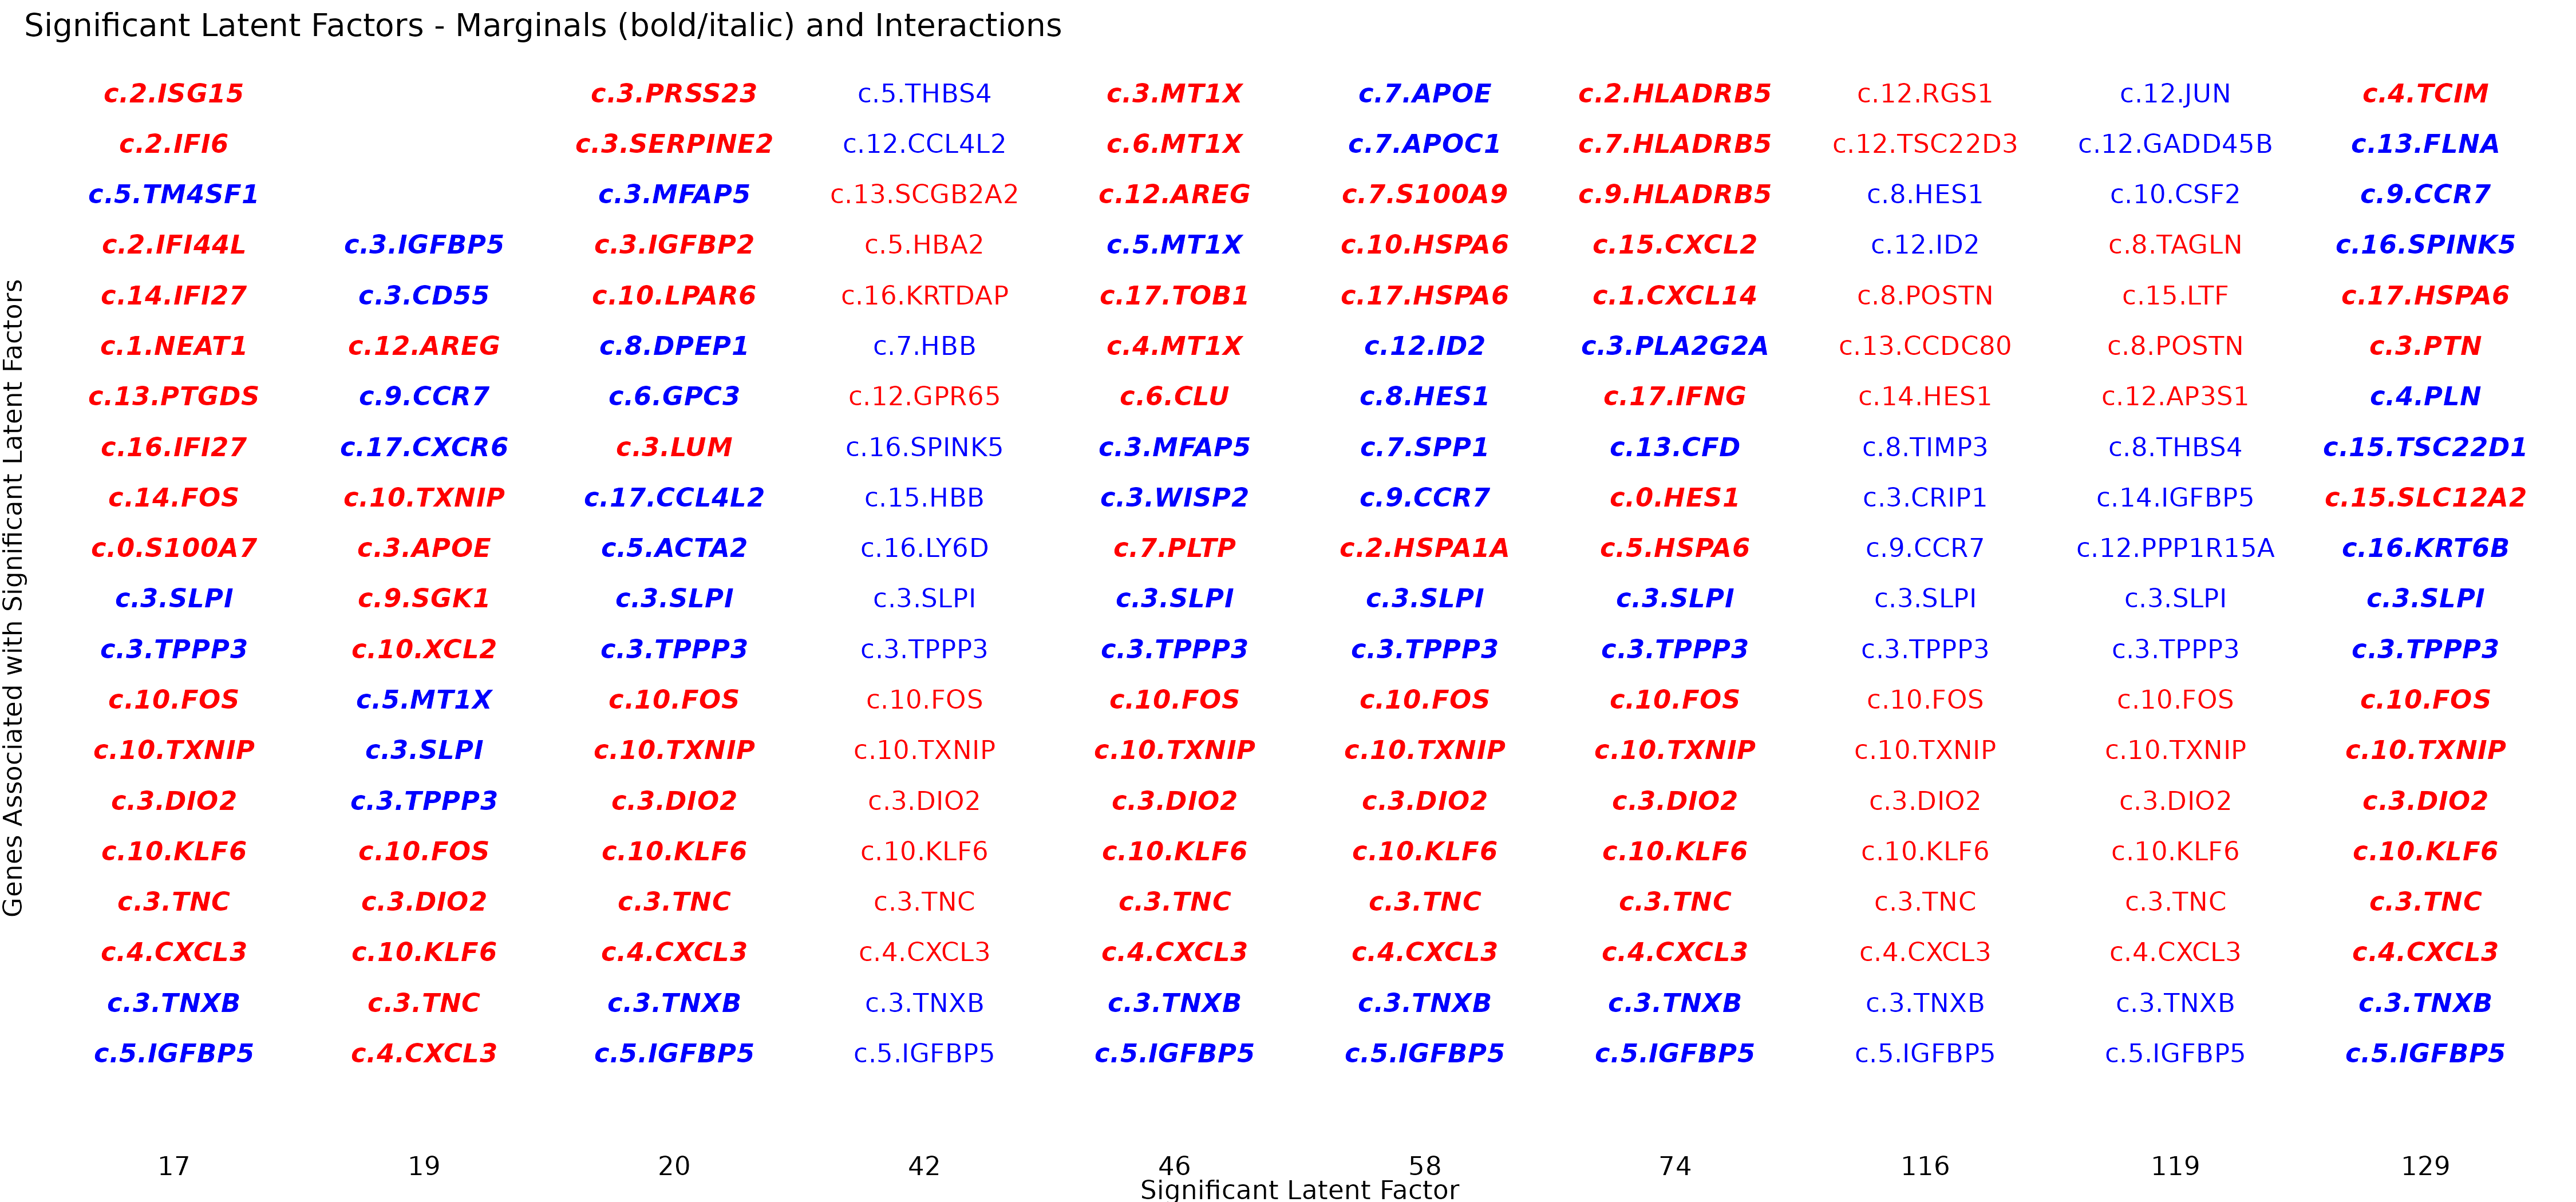 Significant Latent Factors - Marginals (bold/italic) and Interactions
Genes Associated with Significant Latent Factors
c.2.ISG15 c.3.PRSS23 c.5.THBS4 c.3.MT1X c.7.APOE c.2.HLADRB5 c.12.RGS1 c.12.JUN c.4.TCIM
c.2.IFI6 c.3.SERPINE2 c.12.CCL4L2 c.6.MT1X c.7.APOC1 c.7.HLADRB5 c.12.TSC22D3 c.12.GADD45B c.13.FLNA
c.5.TM4SF1 c.3.MFAP5 c.13.SCGB2A2 c.12.AREG c.7.S100A9 c.9.HLADRB5 c.8.HES1 c.10.CSF2 c.9.CCR7
c.2.IFI44L c.3.IGFBP5 c.3.IGFBP2 c.5.HBA2 c.5.MT1X c.10.HSPA6 c.15.CXCL2 c.12.ID2 c.8.TAGLN c.16.SPINK5
c.14.IFI27 c.3.CD55 c.10.LPAR6 c.16.KRTDAP c.17.TOB1 c.17.HSPA6 c.1.CXCL14 c.8.POSTN c.15.LTF c.17.HSPA6
c.1.NEAT1 c.12.AREG c.8.DPEP1 c.7.HBB c.4.MT1X c.12.ID2 c.3.PLA2G2A c.13.CCDC80 c.8.POSTN c.3.PTN
c.13.PTGDS c.9.CCR7 c.6.GPC3 c.12.GPR65 c.6.CLU c.8.HES1 c.17.IFNG c.14.HES1 c.12.AP3S1 c.4.PLN
c.16.IFI27 c.17.CXCR6 c.3.LUM c.16.SPINK5 c.3.MFAP5 c.7.SPP1 c.13.CFD c.8.TIMP3 c.8.THBS4 c.15.TSC22D1
c.14.FOS c.10.TXNIP c.17.CCL4L2 c.15.HBB c.3.WISP2 c.9.CCR7 c.0.HES1 c.3.CRIP1 c.14.IGFBP5 c.15.SLC12A2
c.0.S100A7 c.3.APOE c.5.ACTA2 c.16.LY6D c.7.PLTP c.2.HSPA1A c.5.HSPA6 c.9.CCR7 c.12.PPP1R15A c.16.KRT6B
c.3.SLPI c.9.SGK1 c.3.SLPI c.3.SLPI c.3.SLPI c.3.SLPI c.3.SLPI c.3.SLPI c.3.SLPI c.3.SLPI
c.3.TPPP3 c.10.XCL2 c.3.TPPP3 c.3.TPPP3 c.3.TPPP3 c.3.TPPP3 c.3.TPPP3 c.3.TPPP3 c.3.TPPP3 c.3.TPPP3
c.10.FOS c.5.MT1X c.10.FOS c.10.FOS c.10.FOS c.10.FOS c.10.FOS c.10.FOS c.10.FOS c.10.FOS
c.10.TXNIP c.3.SLPI c.10.TXNIP c.10.TXNIP c.10.TXNIP c.10.TXNIP c.10.TXNIP c.10.TXNIP c.10.TXNIP c.10.TXNIP
c.3.DIO2 c.3.TPPP3 c.3.DIO2 c.3.DIO2 c.3.DIO2 c.3.DIO2 c.3.DIO2 c.3.DIO2 c.3.DIO2 c.3.DIO2
c.10.KLF6 c.10.FOS c.10.KLF6 c.10.KLF6 c.10.KLF6 c.10.KLF6 c.10.KLF6 c.10.KLF6 c.10.KLF6 c.10.KLF6
c.3.TNC c.3.DIO2 c.3.TNC c.3.TNC c.3.TNC c.3.TNC c.3.TNC c.3.TNC c.3.TNC c.3.TNC
c.4.CXCL3 c.10.KLF6 c.4.CXCL3 c.4.CXCL3 c.4.CXCL3 c.4.CXCL3 c.4.CXCL3 c.4.CXCL3 c.4.CXCL3 c.4.CXCL3
c.3.TNXB c.3.TNC c.3.TNXB c.3.TNXB c.3.TNXB c.3.TNXB c.3.TNXB c.3.TNXB c.3.TNXB c.3.TNXB
c.5.IGFBP5 c.4.CXCL3 c.5.IGFBP5 c.5.IGFBP5 c.5.IGFBP5 c.5.IGFBP5 c.5.IGFBP5 c.5.IGFBP5 c.5.IGFBP5 c.5.IGFBP5
17 19 20 42 46 58 74 116 119 129
Significant Latent Factor